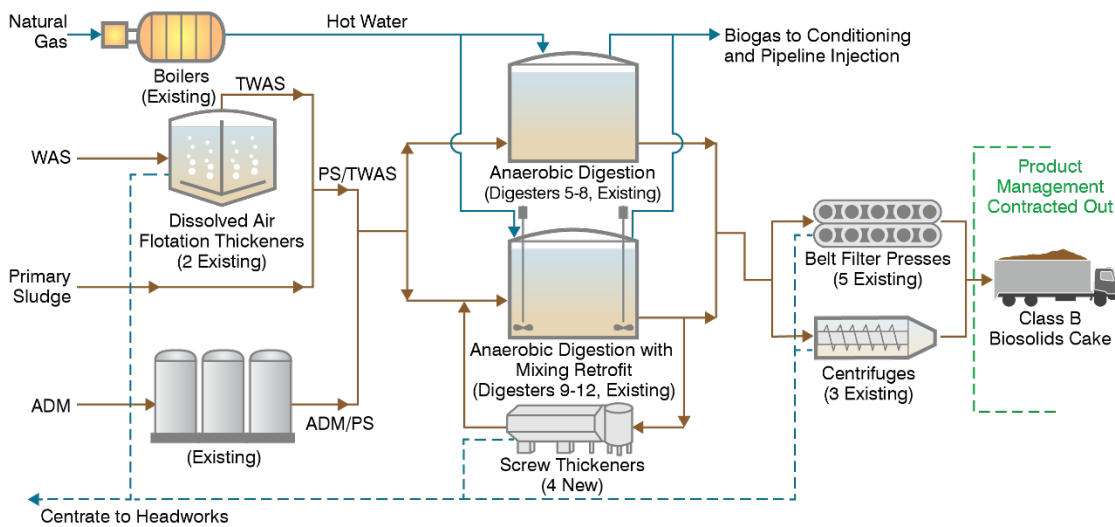 Natural
Gas
Hot Water
Biogas to Conditioning
and Pipeline Injection
Boilers
(Existing)
TWAS
WAS
PS/TWAS
Dissolved Air
Flotation Thickeners
(2 Existing)
Primary
Sludge
ADM
ADM/PS
(Existing)
Anaerobic Digestion
(Digesters 5-8, Existing)
Anaerobic Digestion with
Mixing Retrofit
(Digesters 9-12, Existing)
Screw Thickeners
(4 New)
Belt Filter Presses
(5 Existing)
Centrifuges
(3 Existing)
Product
Management
Contracted Out
Class B
Biosolids Cake
Centrate to Headworks